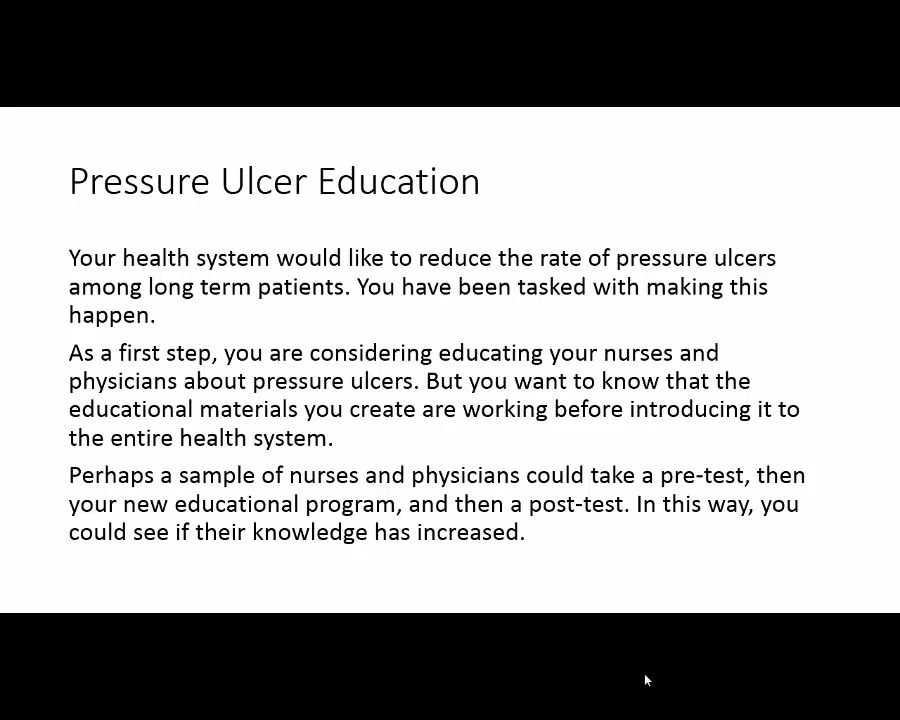 Pressure Ulcer Education
Your health system would like to reduce the rate of pressure ulcers
among long term patients. You have been tasked with making this
happen.
As a first step, you are considering educating your nurses and
physicians about pressure ulcers. But you want to know that the
educational materials you create are working before introducing it to
the entire health system.
Perhaps a sample of nurses and physicians could take a pre-test, then
your new educational program, and then a post-test. In this way, you
could see if their knowledge has increased.